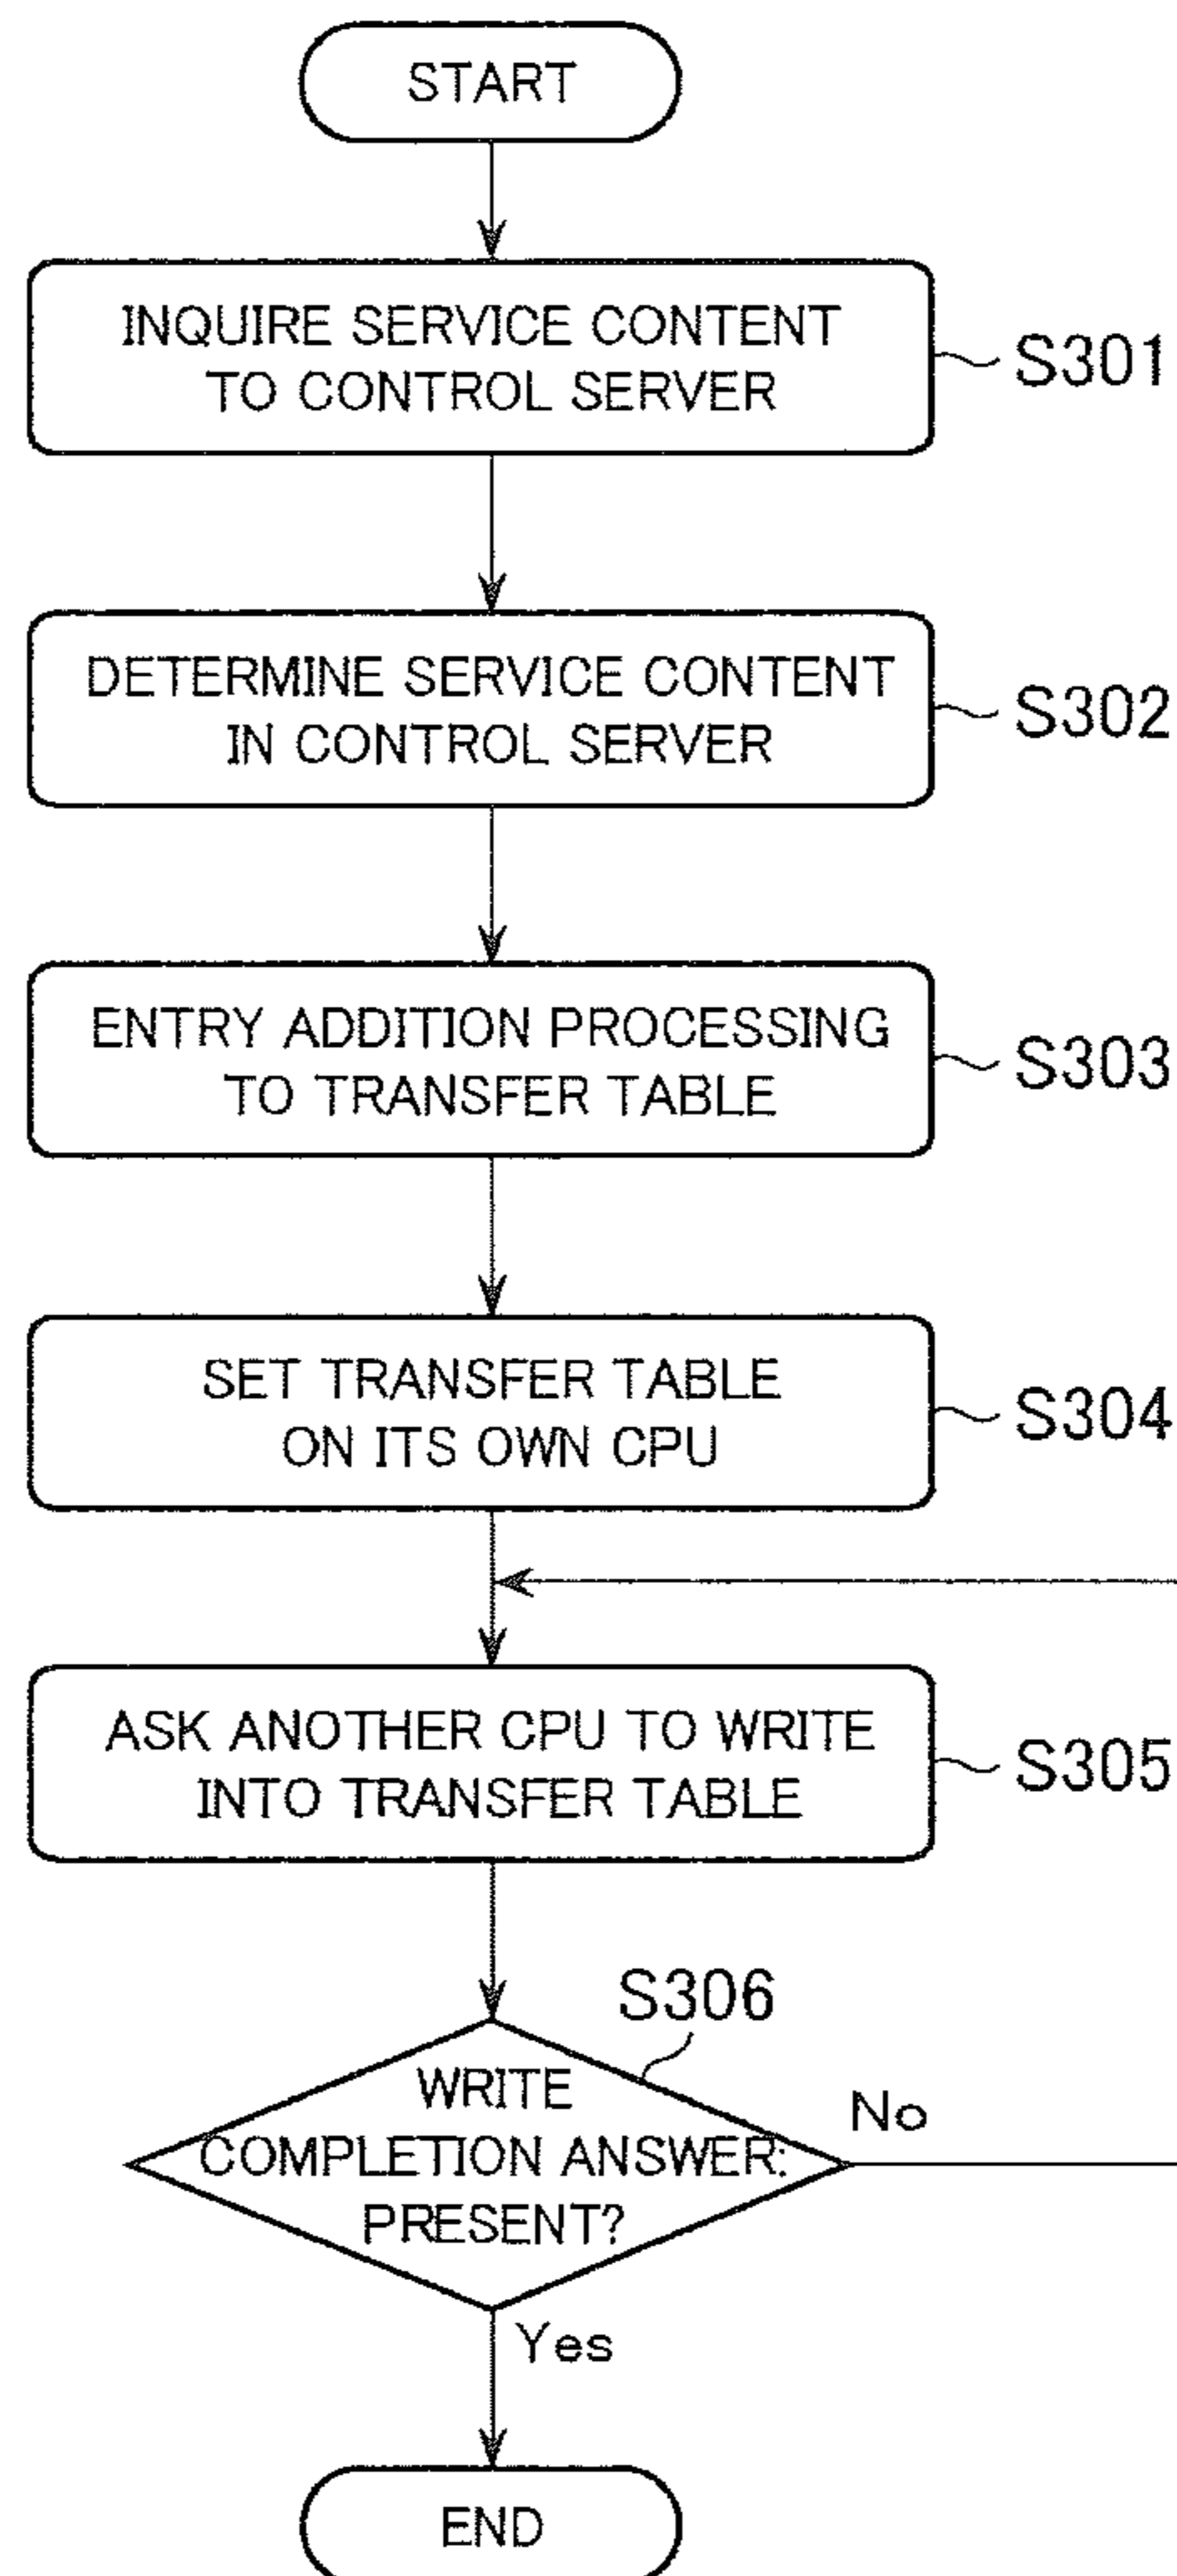 START
INQUIRE SERVICE CONTENT
TO CONTROL SERVER
S301
DETERMINE SERVICE CONTENT
IN CONTROL SERVER
S302
ENTRY ADDITION PROCESSING
TO TRANSFER TABLE
S303
SET TRANSFER TABLE
ON ITS OWN CPU
S304
ASK ANOTHER CPU TO WRITE
INTO TRANSFER TABLE
S305
S306
WRITE
COMPLETION ANSWER:
PRESENT?
No
Yes
END